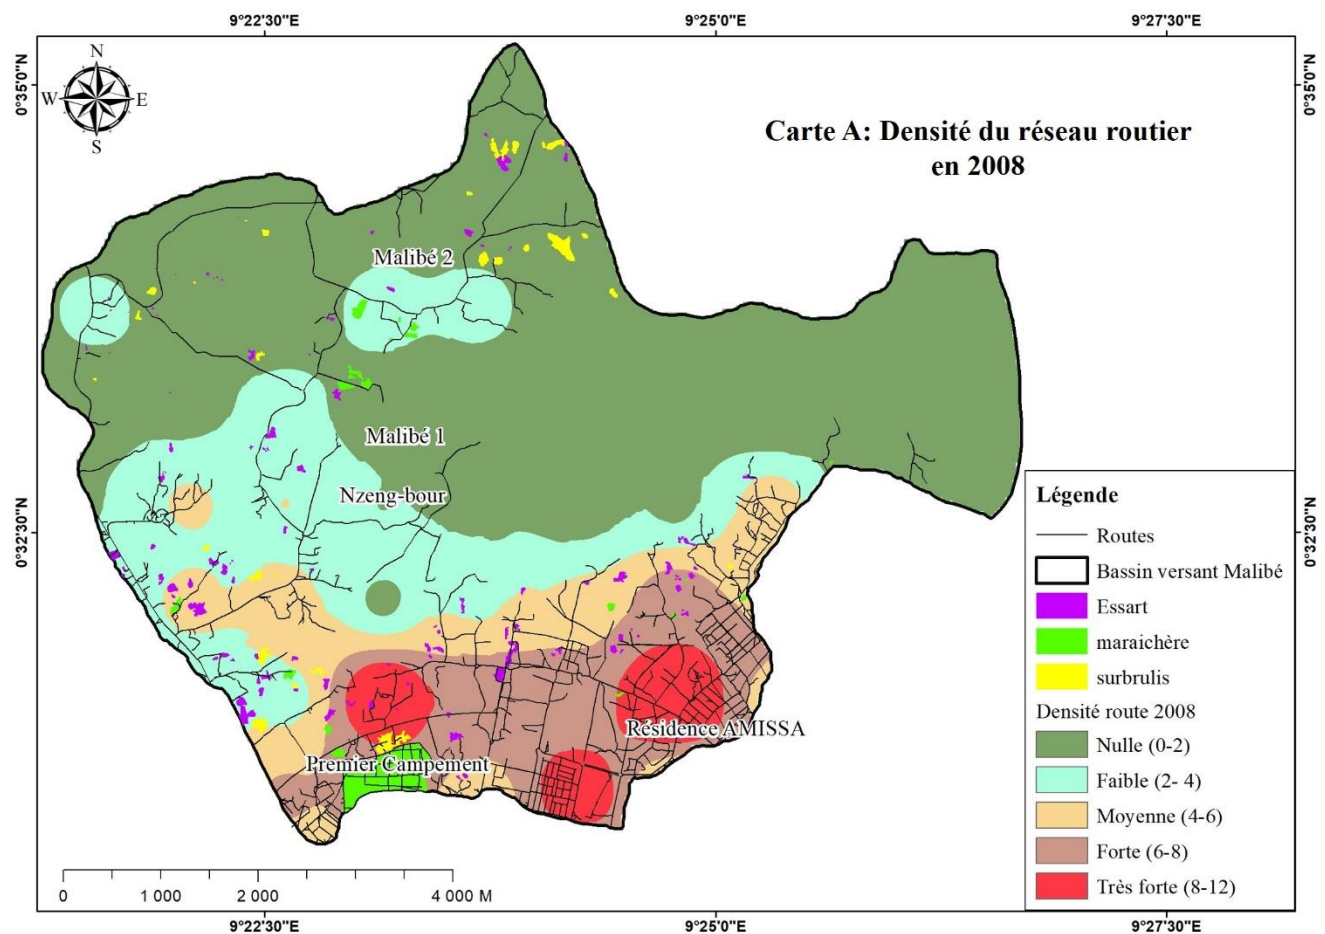 9°22'30"E
9°25'0"E
9°27'30"E
0°35'0"N
0°35'0"N
N
W
E
S
Carte A: Densité du réseau routier
en 2008
Malibé 2
Malibé 1
Nzeng-bour
0°32'30"N
0°32'30"N
Résidence AMISSA
Premier Campement
Légende
Routes
Bassin versant Malibé
Essart
maraichère
surbrulis
Densité route 2008
Nulle (0-2)
Faible (2- 4)
Moyenne (4-6)
Forte (6-8)
Très forte (8-12)
0
1 000
2 000
4 000 M
9°22'30"E
9°25'0"E
9°27'30"E